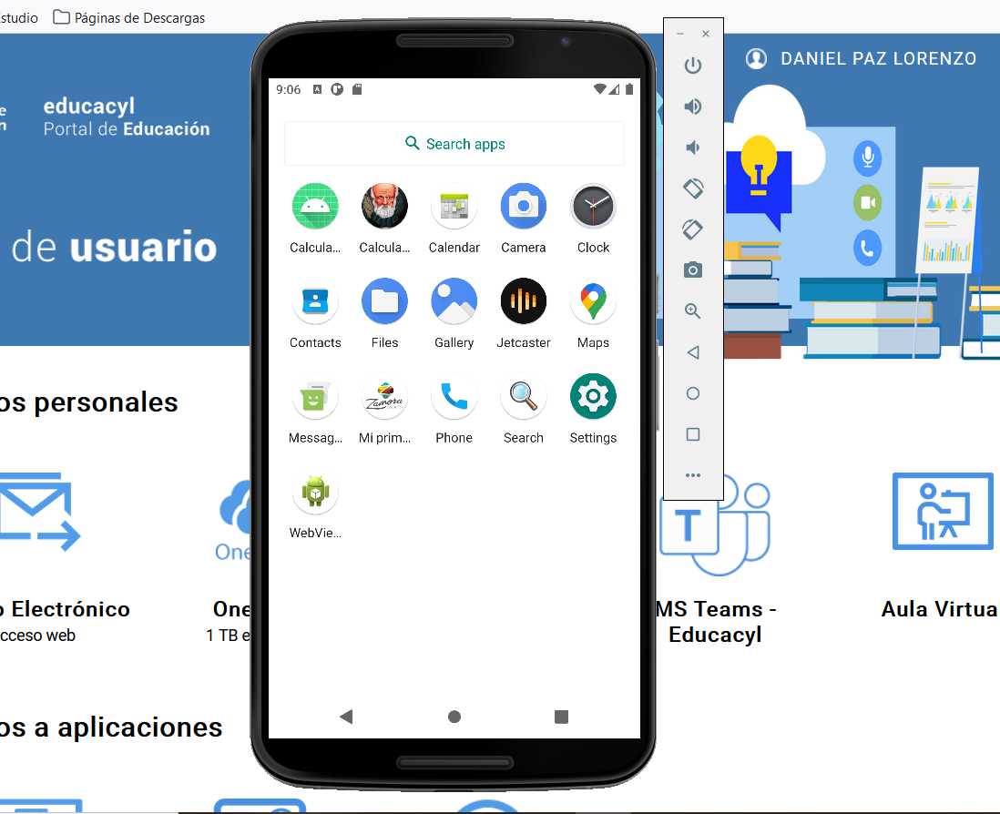 studio
Páginas de Descargas
DANIEL PAZ LORENZO
e
n
educacyl
Portal de Educación
de usuario
9:06
Search apps
Calcula...
Calcula...
Calendar
Camera
Clock
Contacts
Files
Gallery
Jetcaster
Maps
Messag...
Zamora
Mi prim...
Phone
Search
Settings
WebVie...
os personales
One
T
o Electrónico
cceso web
One
1 TB e
MS Teams -
Educacyl
Aula Virtua
os a aplicaciones